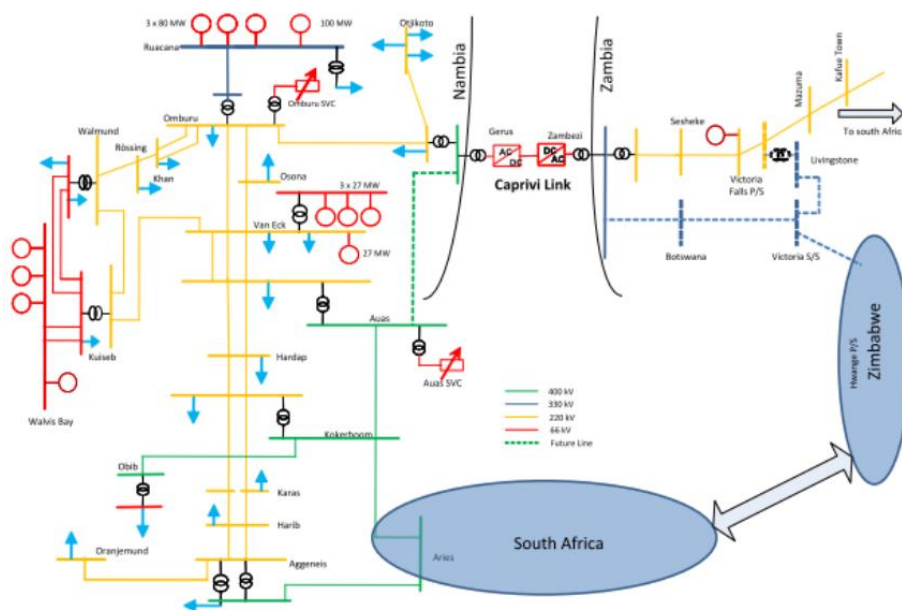 3 x 80 MW
100 MW
Ruacana
Otjikoto
Omburu SVC
Omburu
Walmund
Rössing
Khan
Osona
3 x 27 MW
Van Eck
27 MW
Kuiseb
Walvis Bay
Auas
Auas SVC
Hardap
Kokerboom
Obib
Karas
Harib
Oranjemund
Aggeneis
Aries
South Africa
Nambia
Zambia
Gerus
Zambezi
AC
DC
DC
AC
Caprivi Link
Sesheke
Mazuma
Kafue Town
To south Afric
Victoria
Falls P/S
Livingstone
Botswana
Victoria S/S
Hwange P/S
Zimbabwe
400 kV
330 kV
220 kV
66 kV
Future Line